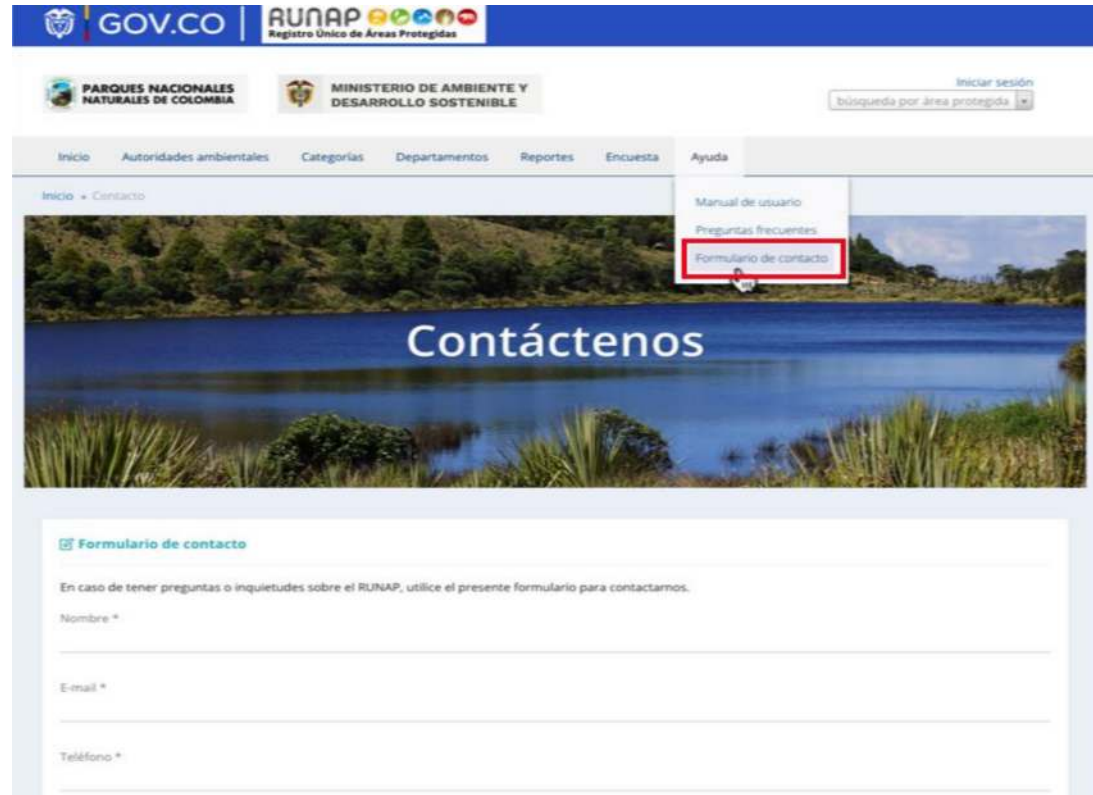 GOV.CO
RUNAP
Registro Único de Áreas Protegidas
PARQUES NACIONALES
NATURALES DE COLOMBIA
MINISTERIO DE AMBIENTE Y
DESARROLLO SOSTENIBLE
Iniciar sesión
búsqueda por área protegida
Inicio Autoridades ambientales Categorías Departamentos Reportes Encuesta Ayuda
Inicio » Contacto
Manual de usuario
Preguntas frecuentes
Formulario de contacto
Contáctenos
Formulario de contacto
En caso de tener preguntas o inquietudes sobre el RUNAP, utilice el presente formulario para contactarnos.
Nombre *
E-mail *
Teléfono *